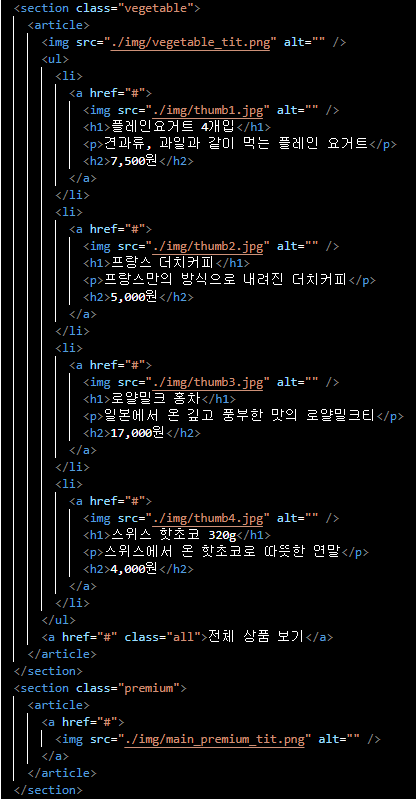 <section class="vegetable">
<article>
<img src="./img/vegetable_tit.png" alt="" />
<ul>
<li>
<a href="#">
<img src="./img/thumb1.jpg" alt="" />
<h1>플레인요거트 4개입</h1>
<p>견과류, 과일과 같이 먹는 플레인 요거트</p>
<h2>7,500원</h2>
</a>
</li>
<li>
<a href="#">
<img src="./img/thumb2.jpg" alt="" />
<h1>프랑스 더치커피</h1>
<p>프랑스만의 방식으로 내려진 더치커피</p>
<h2>5,000원</h2>
</a>
</li>
<li>
<a href="#">
<img src="./img/thumb3.jpg" alt="" />
<h1>로얄밀크 홍차</h1>
<p>일본에서 온 깊고 풍부한 맛의 로얄밀크티</p>
<h2>17,000원</h2>
</a>
</li>
<li>
<a href="#">
<img src="./img/thumb4.jpg" alt="" />
<h1>스위스 핫초코 320g</h1>
<p>스위스에서 온 핫초코로 따뜻한 연말</p>
<h2>4,000원</h2>
</a>
</li>
</ul>
<a href="#" class="all">전체 상품 보기</a>
</article>
</section>
<section class="premium">
<article>
<a href="#">
<img src="./img/main_premium_tit.png" alt="" />
</a>
</article>
</section>